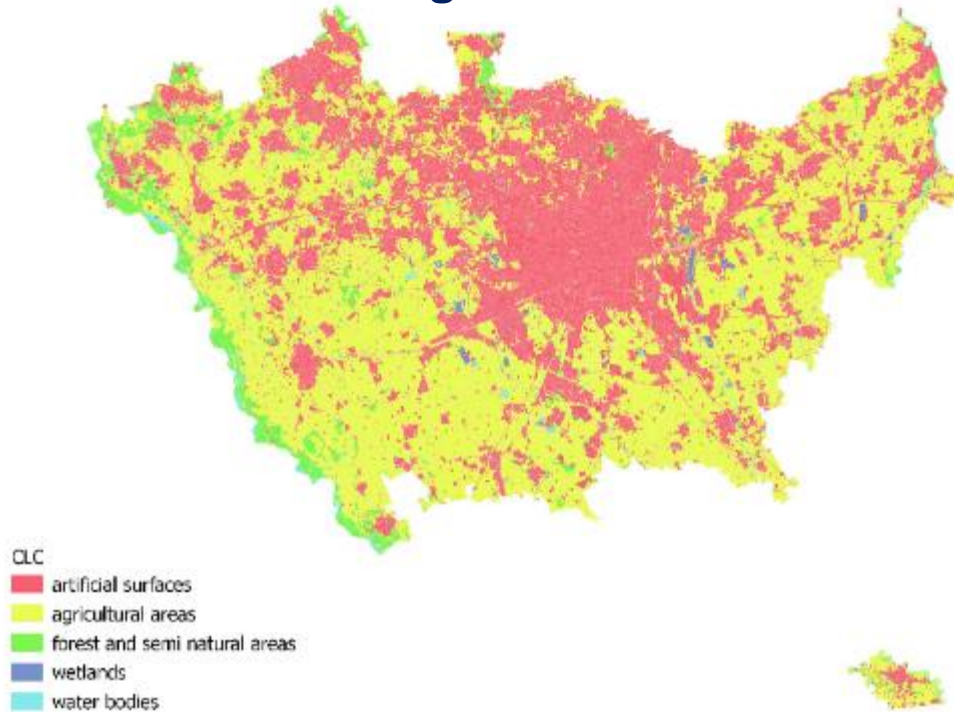 CLC
artificial surfaces
agricultural areas
forest and semi natural areas
wetlands
water bodies